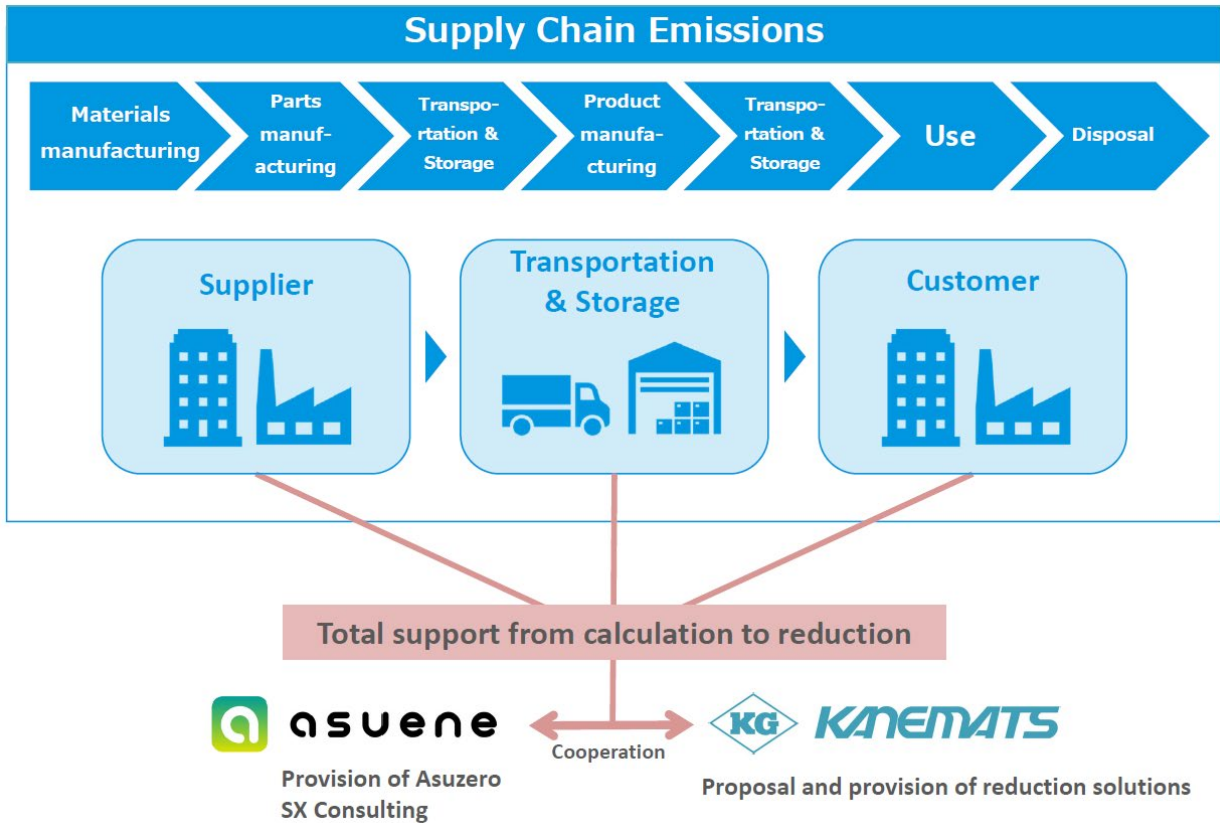 Supply Chain Emissions
Materials
manufacturing
Parts
manuf-
acturing
Transpo-
rtation &
Storage
Product
manufa-
cturing
Transpo-
rtation &
Storage
Use
Disposal
Supplier
Transportation
& Storage
Customer
Total support from calculation to reduction
a asuene
Cooperation
KG KANEMATS
Provision of Asuzero
SX Consulting
Proposal and provision of reduction solutions